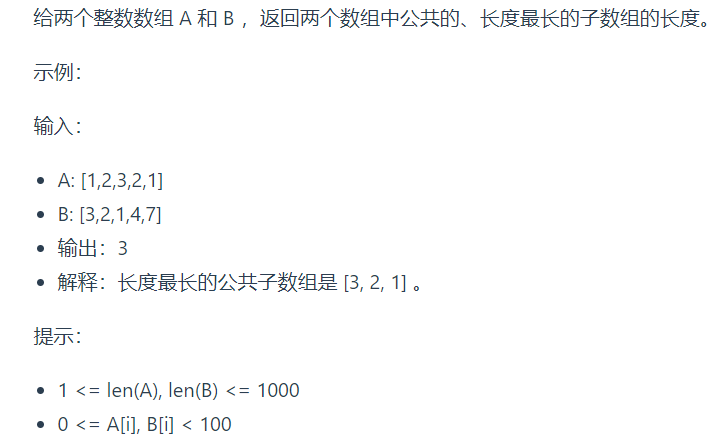 给两个整数数组 A 和 B ，返回两个数组中公共的、长度最长的子数组的长度。
示例：
输入：
• A: [1,2,3,2,1]
• B: [3,2,1,4,7]
• 输出：3
• 解释：长度最长的公共子数组是 [3, 2, 1] 。
提示：
• 1 <= len(A), len(B) <= 1000
• 0 <= A[i], B[i] < 100